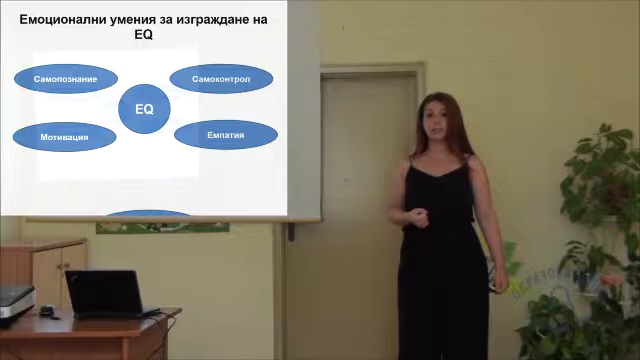 Емоционални умения за изграждане на
EQ
Самопознание
Самоконтрол
EQ
Мотивация
Емпатия